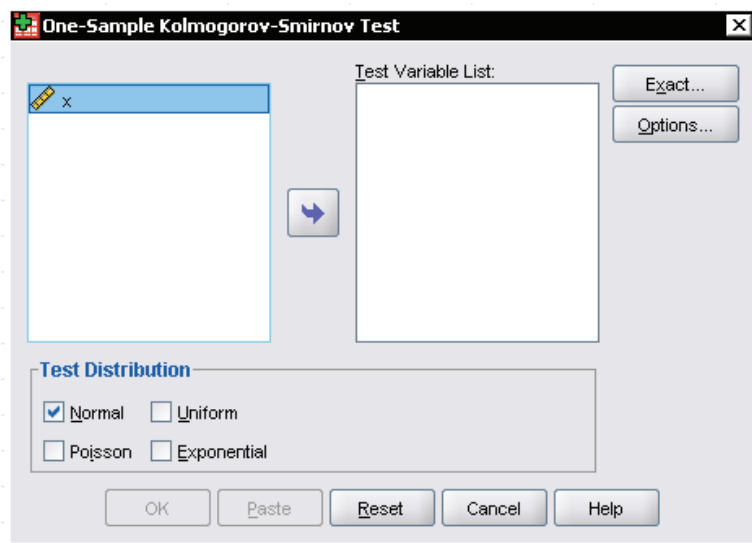 One-Sample Kolmogorov-Smirnov Test
Test Variable List:
x
Exact...
Options...
Test Distribution
Normal Uniform
Poisson Exponential
OK Paste Reset Cancel Help